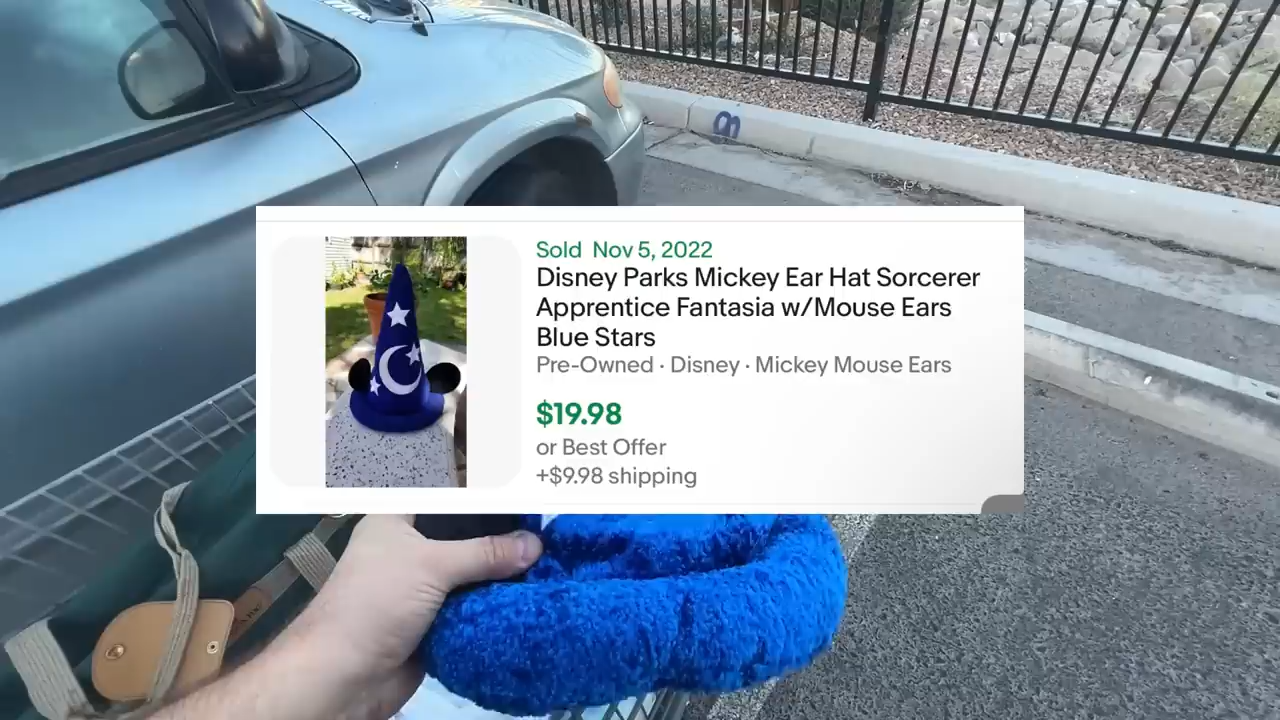 Sold Nov 5, 2022
Disney Parks Mickey Ear Hat Sorcerer
Apprentice Fantasia w/Mouse Ears
Blue Stars
Pre-Owned · Disney · Mickey Mouse Ears
$19.98
or Best Offer
+$9.98 shipping